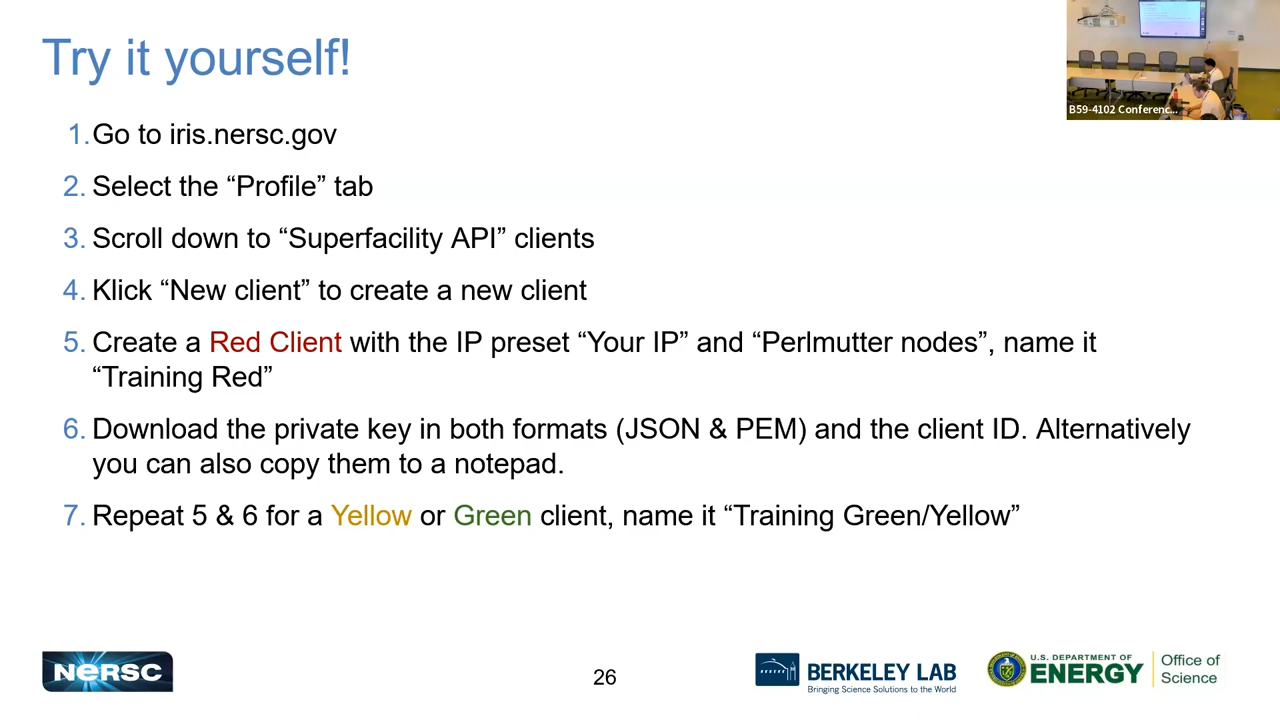 Try it yourself!
B59-4102 Conferenc...
1. Go to iris.nersc.gov
2. Select the “Profile” tab
3. Scroll down to “Superfacility API” clients
4. Klick “New client” to create a new client
5. Create a Red Client with the IP preset “Your IP” and “Perlmutter nodes”, name it
“Training Red”
6. Download the private key in both formats (JSON & PEM) and the client ID. Alternatively
you can also copy them to a notepad.
7. Repeat 5 & 6 for a Yellow or Green client, name it “Training Green/Yellow”
NERSC
26
BERKELEY LAB
Bringing Science Solutions to the World
U.S. DEPARTMENT OF
ENERGY
Office of
Science